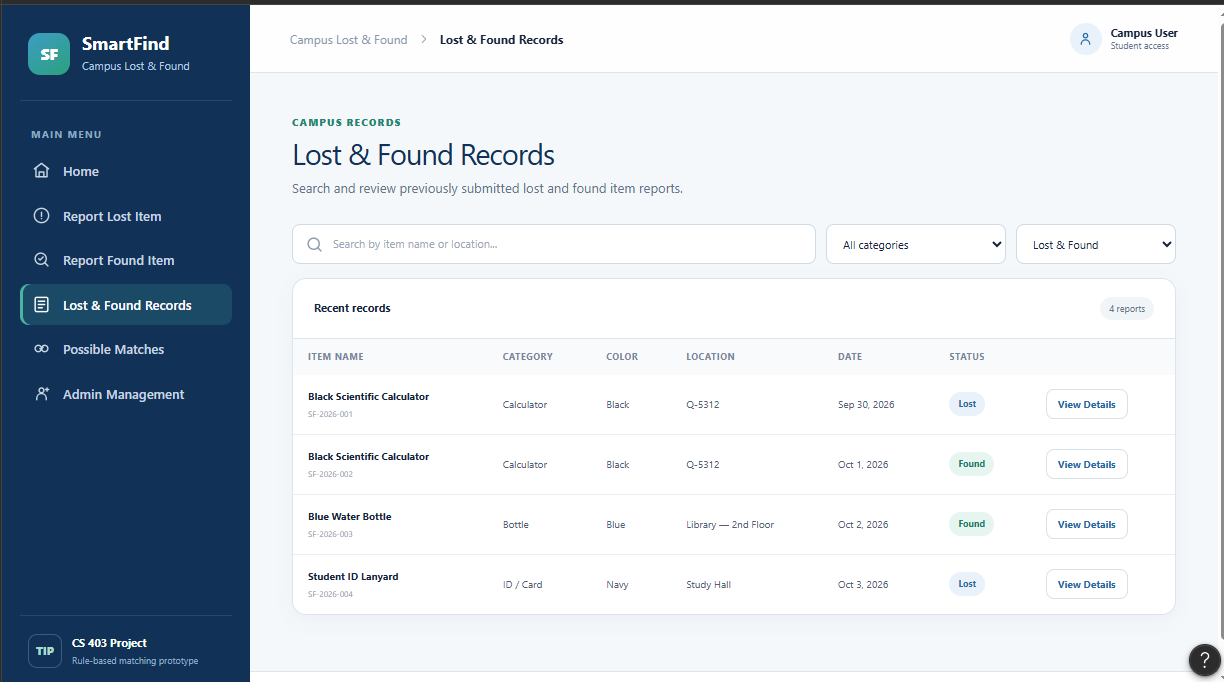 SF
SmartFind
Campus Lost & Found
MAIN MENU
Home
Report Lost Item
Report Found Item
Lost & Found Records
Possible Matches
Admin Management
TIP
CS 403 Project
Rule-based matching prototype
Campus Lost & Found > Lost & Found Records
Campus User
Student access
CAMPUS RECORDS
Lost & Found Records
Search and review previously submitted lost and found item reports.
Search by item name or location...
All categories
Lost & Found
Recent records
4 reports
ITEM NAME CATEGORY COLOR LOCATION DATE STATUS
Black Scientific Calculator
SF-2026-001
Calculator Black Q-5312 Sep 30, 2026 Lost View Details
Black Scientific Calculator
SF-2026-002
Calculator Black Q-5312 Oct 1, 2026 Found View Details
Blue Water Bottle
SF-2026-003
Bottle Blue Library — 2nd Floor Oct 2, 2026 Found View Details
Student ID Lanyard
SF-2026-004
ID / Card Navy Study Hall Oct 3, 2026 Lost View Details
?